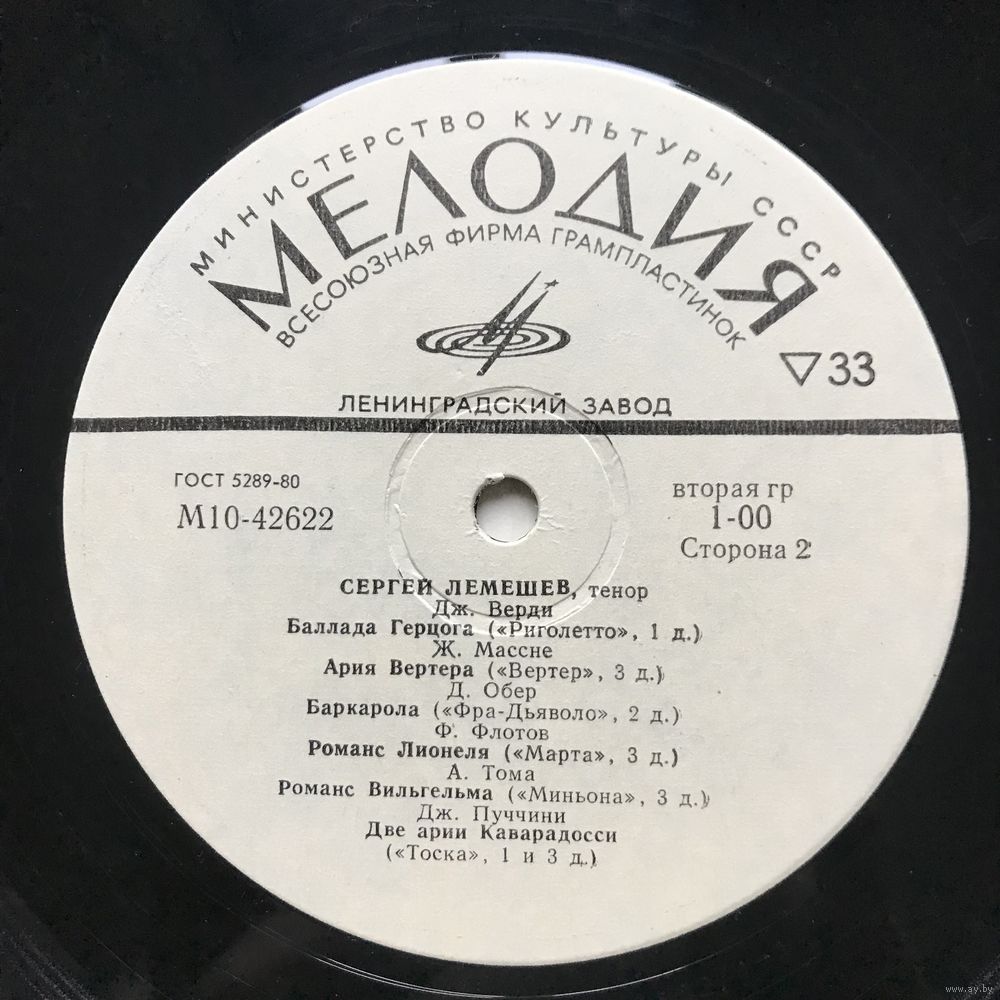 МИНИСТЕРСТВО КУЛЬТУРЫ СССР
МЕЛОДИЯ
ВСЕСОЮЗНАЯ ФИРМА ГРАМПЛАСТИНОК
▽33
ЛЕНИНГРАДСКИЙ ЗАВОД
ГОСТ 5289-80
М10-42622
вторая гр
1-00
Сторона 2
СЕРГЕЙ ЛЕМЕШЕВ, тенор
Дж. Верди
Баллада Герцога («Риголетто», 1 д.)
Ж. Массне
Ария Вертера («Вертер», 3 д.)
Д. Обер
Баркарола («Фра-Дьяволо», 2 д.)
Ф. Флотов
Романс Лионеля («Марта», 3 д.)
А. Тома
Романс Вильгельма («Миньона», 3 д.)
Дж. Пуччини
Две арии Каварадосси
(«Тоска», 1 и 3 д.)
www.ay.by